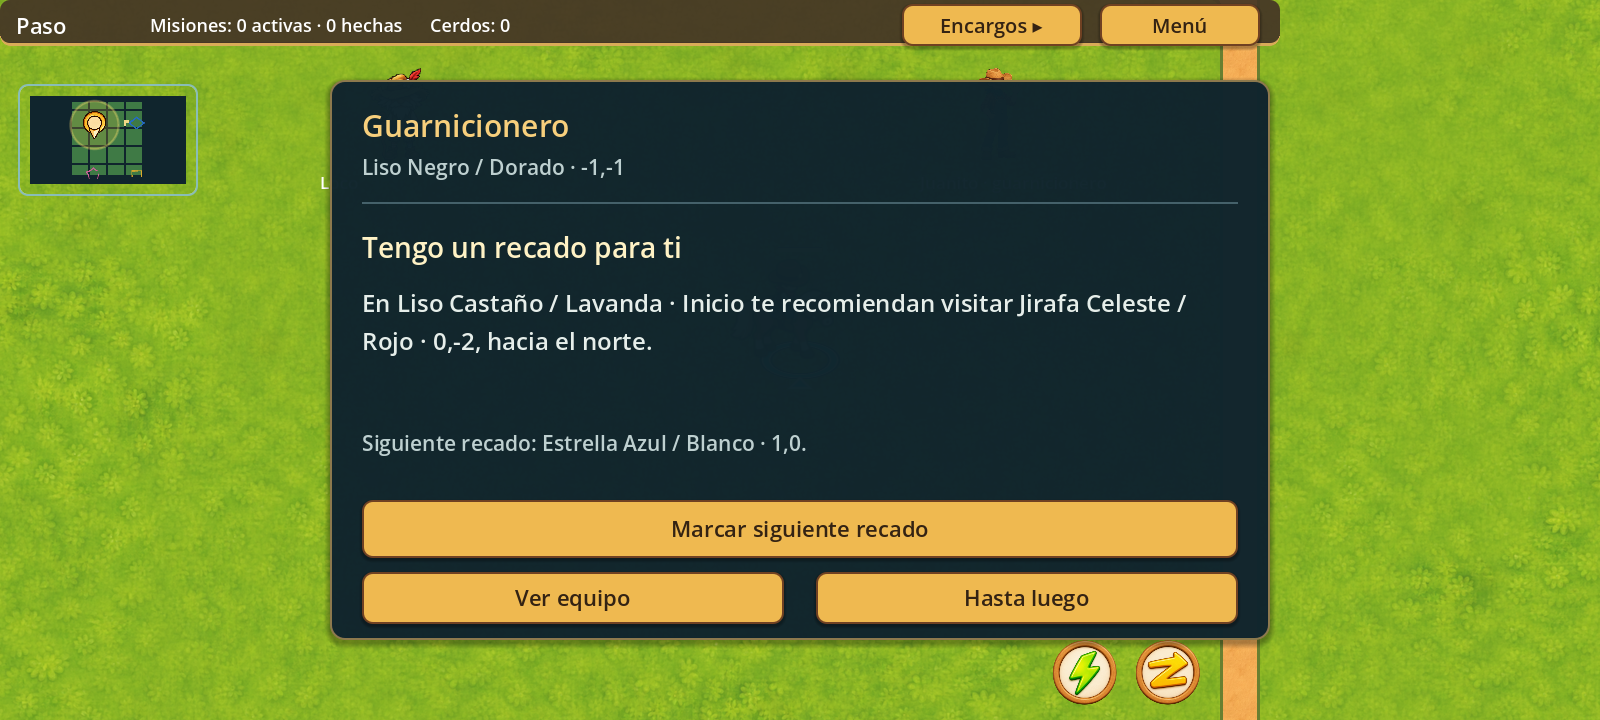 Paso
Misiones: 0 activas · 0 hechas
Cerdos: 0
Encargos ▸
Menú
L
Guarnicionero
Liso Negro / Dorado · -1,-1
Tengo un recado para ti
En Liso Castaño / Lavanda · Inicio te recomiendan visitar Jirafa Celeste /
Rojo · 0,-2, hacia el norte.
Siguiente recado: Estrella Azul / Blanco · 1,0.
Marcar siguiente recado
Ver equipo
Hasta luego